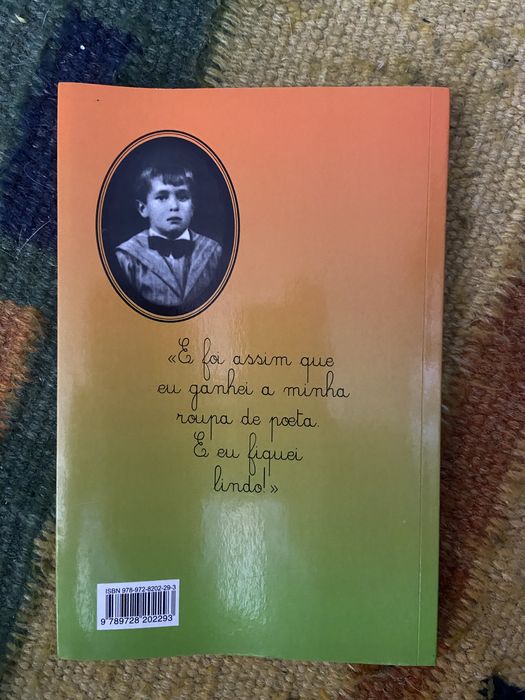 «E foi assim que
eu ganhei a minha
roupa de poeta.
E eu fiquei
lindo!»
ISBN 978-972-8202-29-3
9 789728 202293